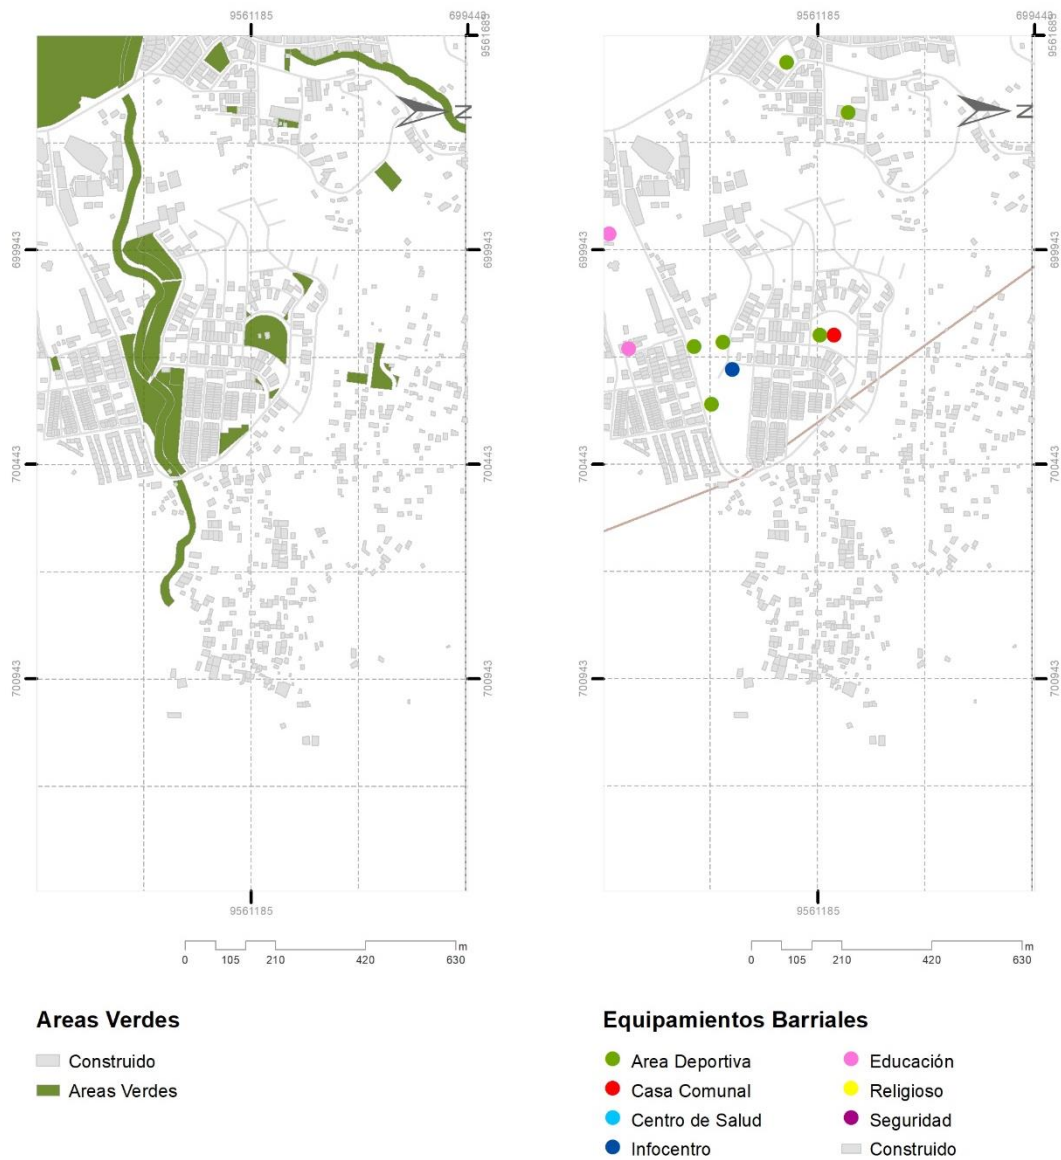 9561185
699443
9561185
699443
9561685
9561685
N
N
699943
699943
699943
699943
700443
700443
700443
700443
700943
700943
700943
700943
9561185
9561185
0 105 210 420 630 m
0 105 210 420 630 m
Areas Verdes
Construido
Areas Verdes
Equipamientos Barriales
Area Deportiva
Casa Comunal
Centro de Salud
Infocentro
Educación
Religioso
Seguridad
Construido